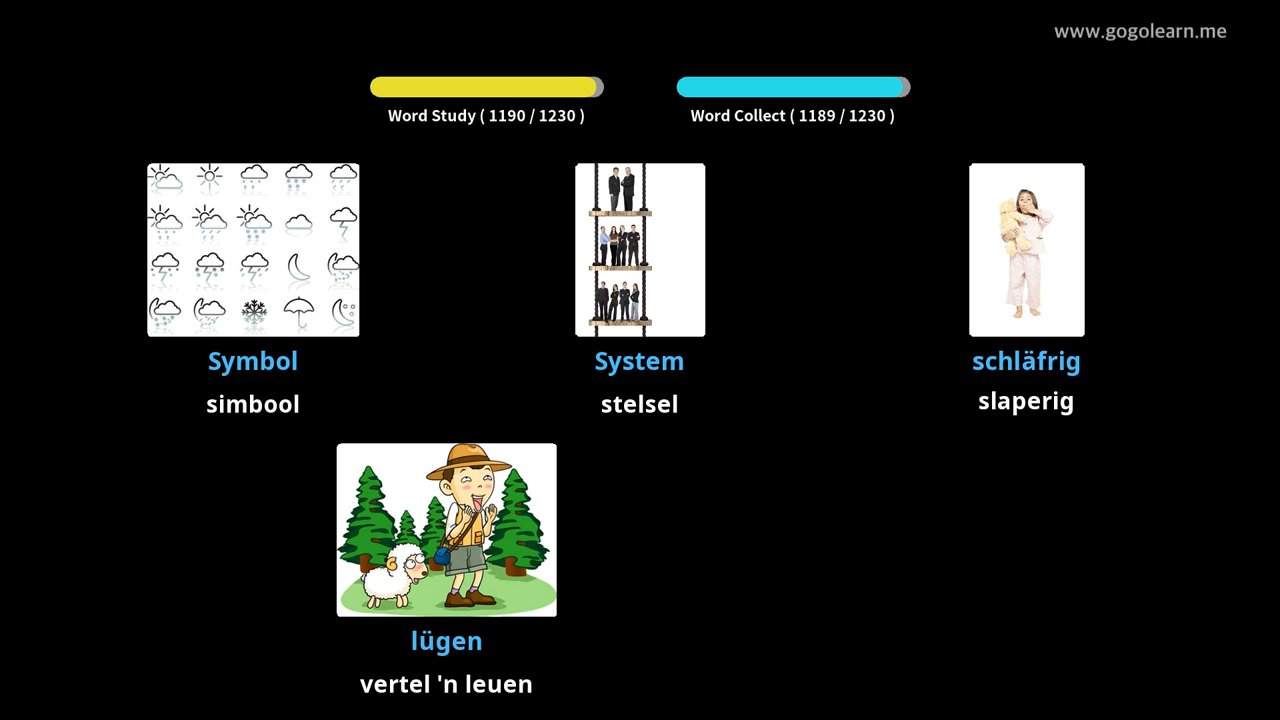 www.gogolearn.me
Word Study ( 1190 / 1230 )
Word Collect ( 1189 / 1230 )
Symbol
simbool
System
stelsel
schläfrig
slaperig
lügen
vertel 'n leuen